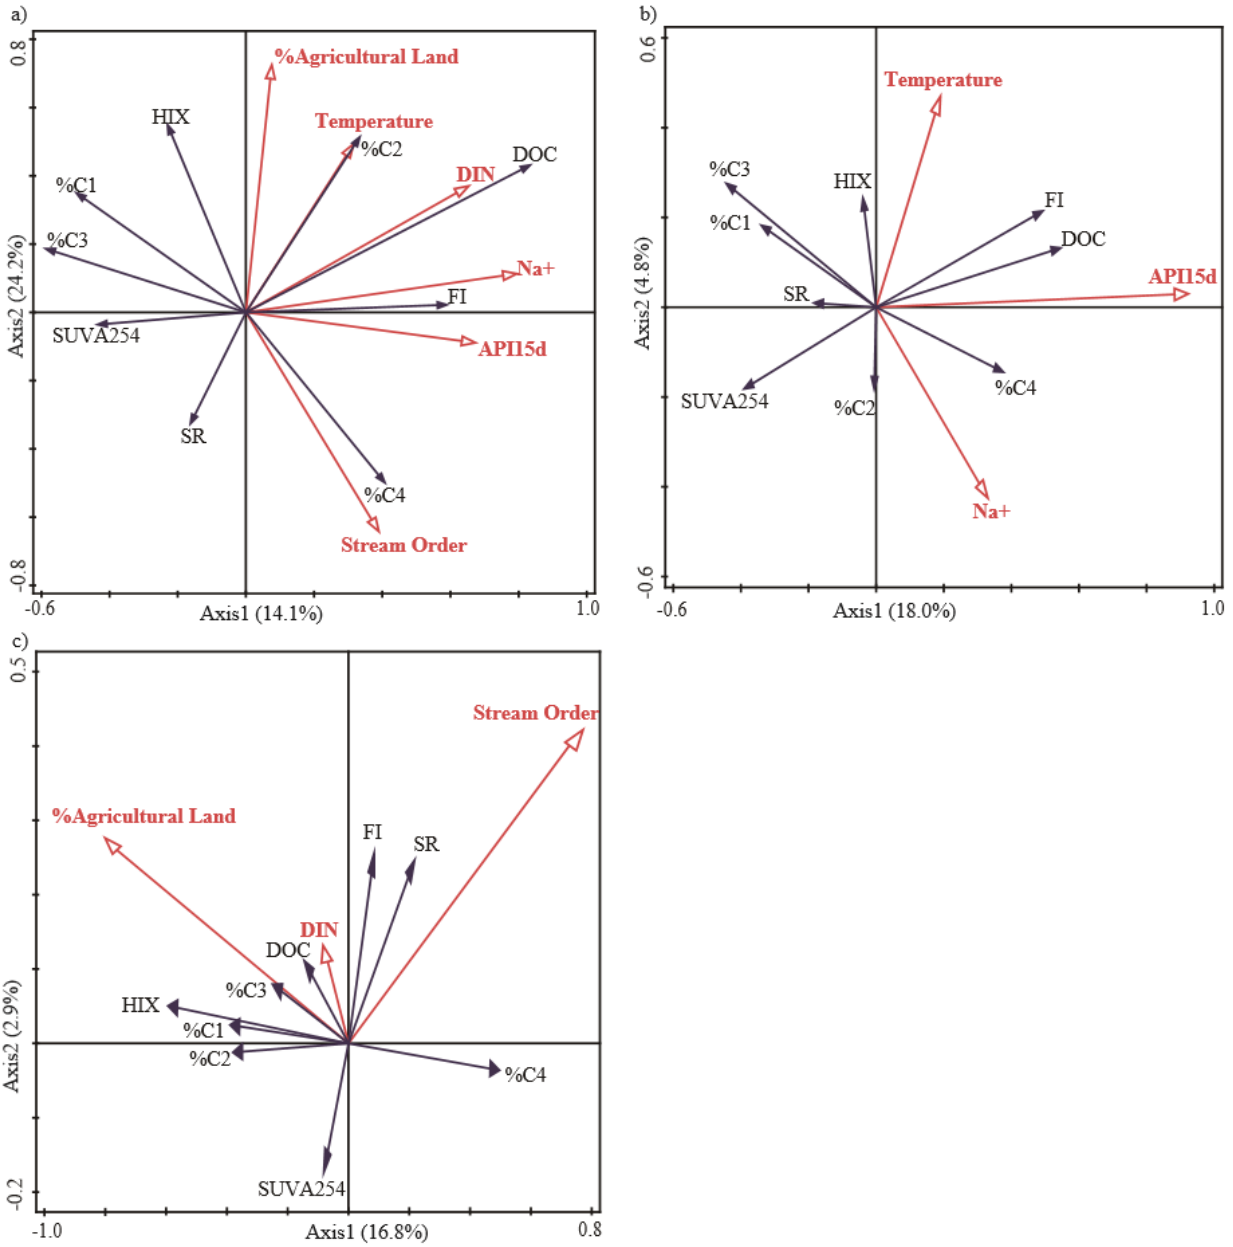 a)
0.8
%Agricultural Land
HIX
Temperature
%C2
DOC
DIN
%C1
%C3
Na+
FI
SUVA254
API15d
SR
%C4
Stream Order
Axis2 (24.2%)
-0.8
-0.6
Axis1 (14.1%)
1.0
b)
0.6
Temperature
%C3
HIX
FI
%C1
DOC
API15d
SR
%C4
SUVA254
%C2
Na+
Axis2 (4.8%)
-0.6
-0.6
Axis1 (18.0%)
1.0
c)
0.5
Stream Order
%Agricultural Land
FI
SR
DIN
DOC
%C3
HIX
%C1
%C2
%C4
SUVA254
Axis2 (2.9%)
-0.2
-1.0
Axis1 (16.8%)
0.8